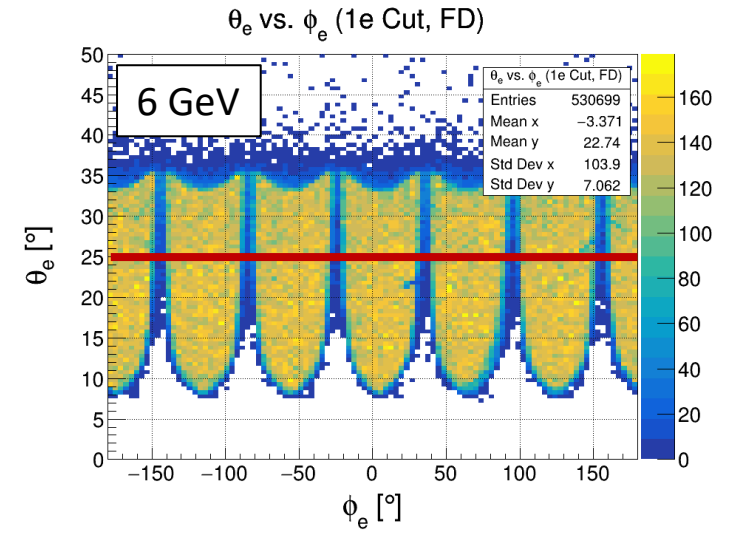 θe vs. ϕe (1e Cut, FD)
6 GeV
θe vs. ϕe (1e Cut, FD)
Entries 530699
Mean x −3.371
Mean y 22.74
Std Dev x 103.9
Std Dev y 7.062
θe [°]
50
45
40
35
30
25
20
15
10
5
0
−150 −100 −50 0 50 100 150
ϕe [°]
160
140
120
100
80
60
40
20
0